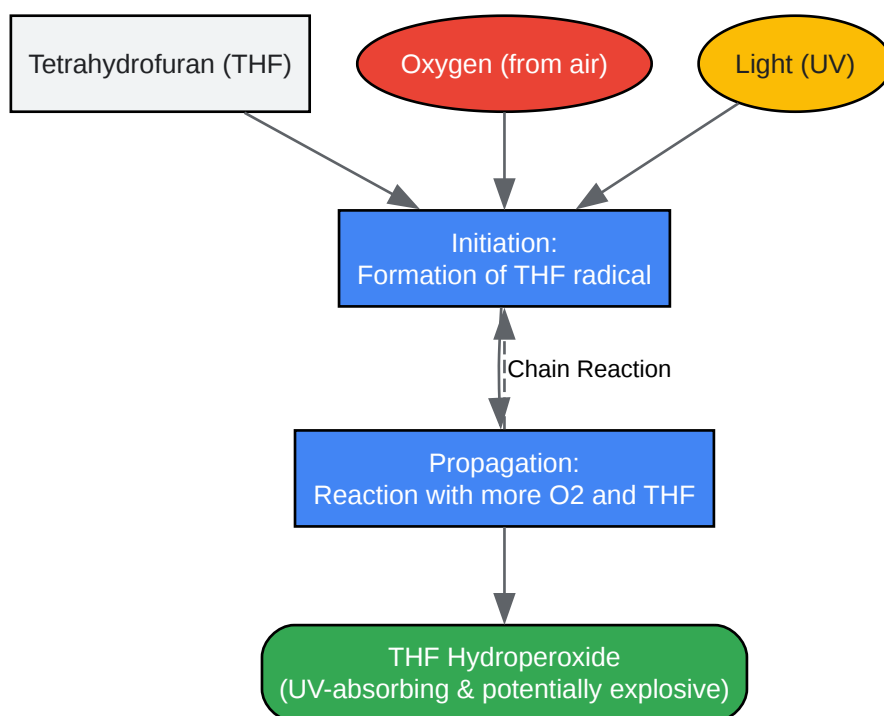 Tetrahydrofuran (THF)
Oxygen (from air)
Light (UV)
Initiation:
Formation of THF radical
Chain Reaction
Propagation:
Reaction with more O2 and THF
THF Hydroperoxide
(UV-absorbing & potentially explosive)